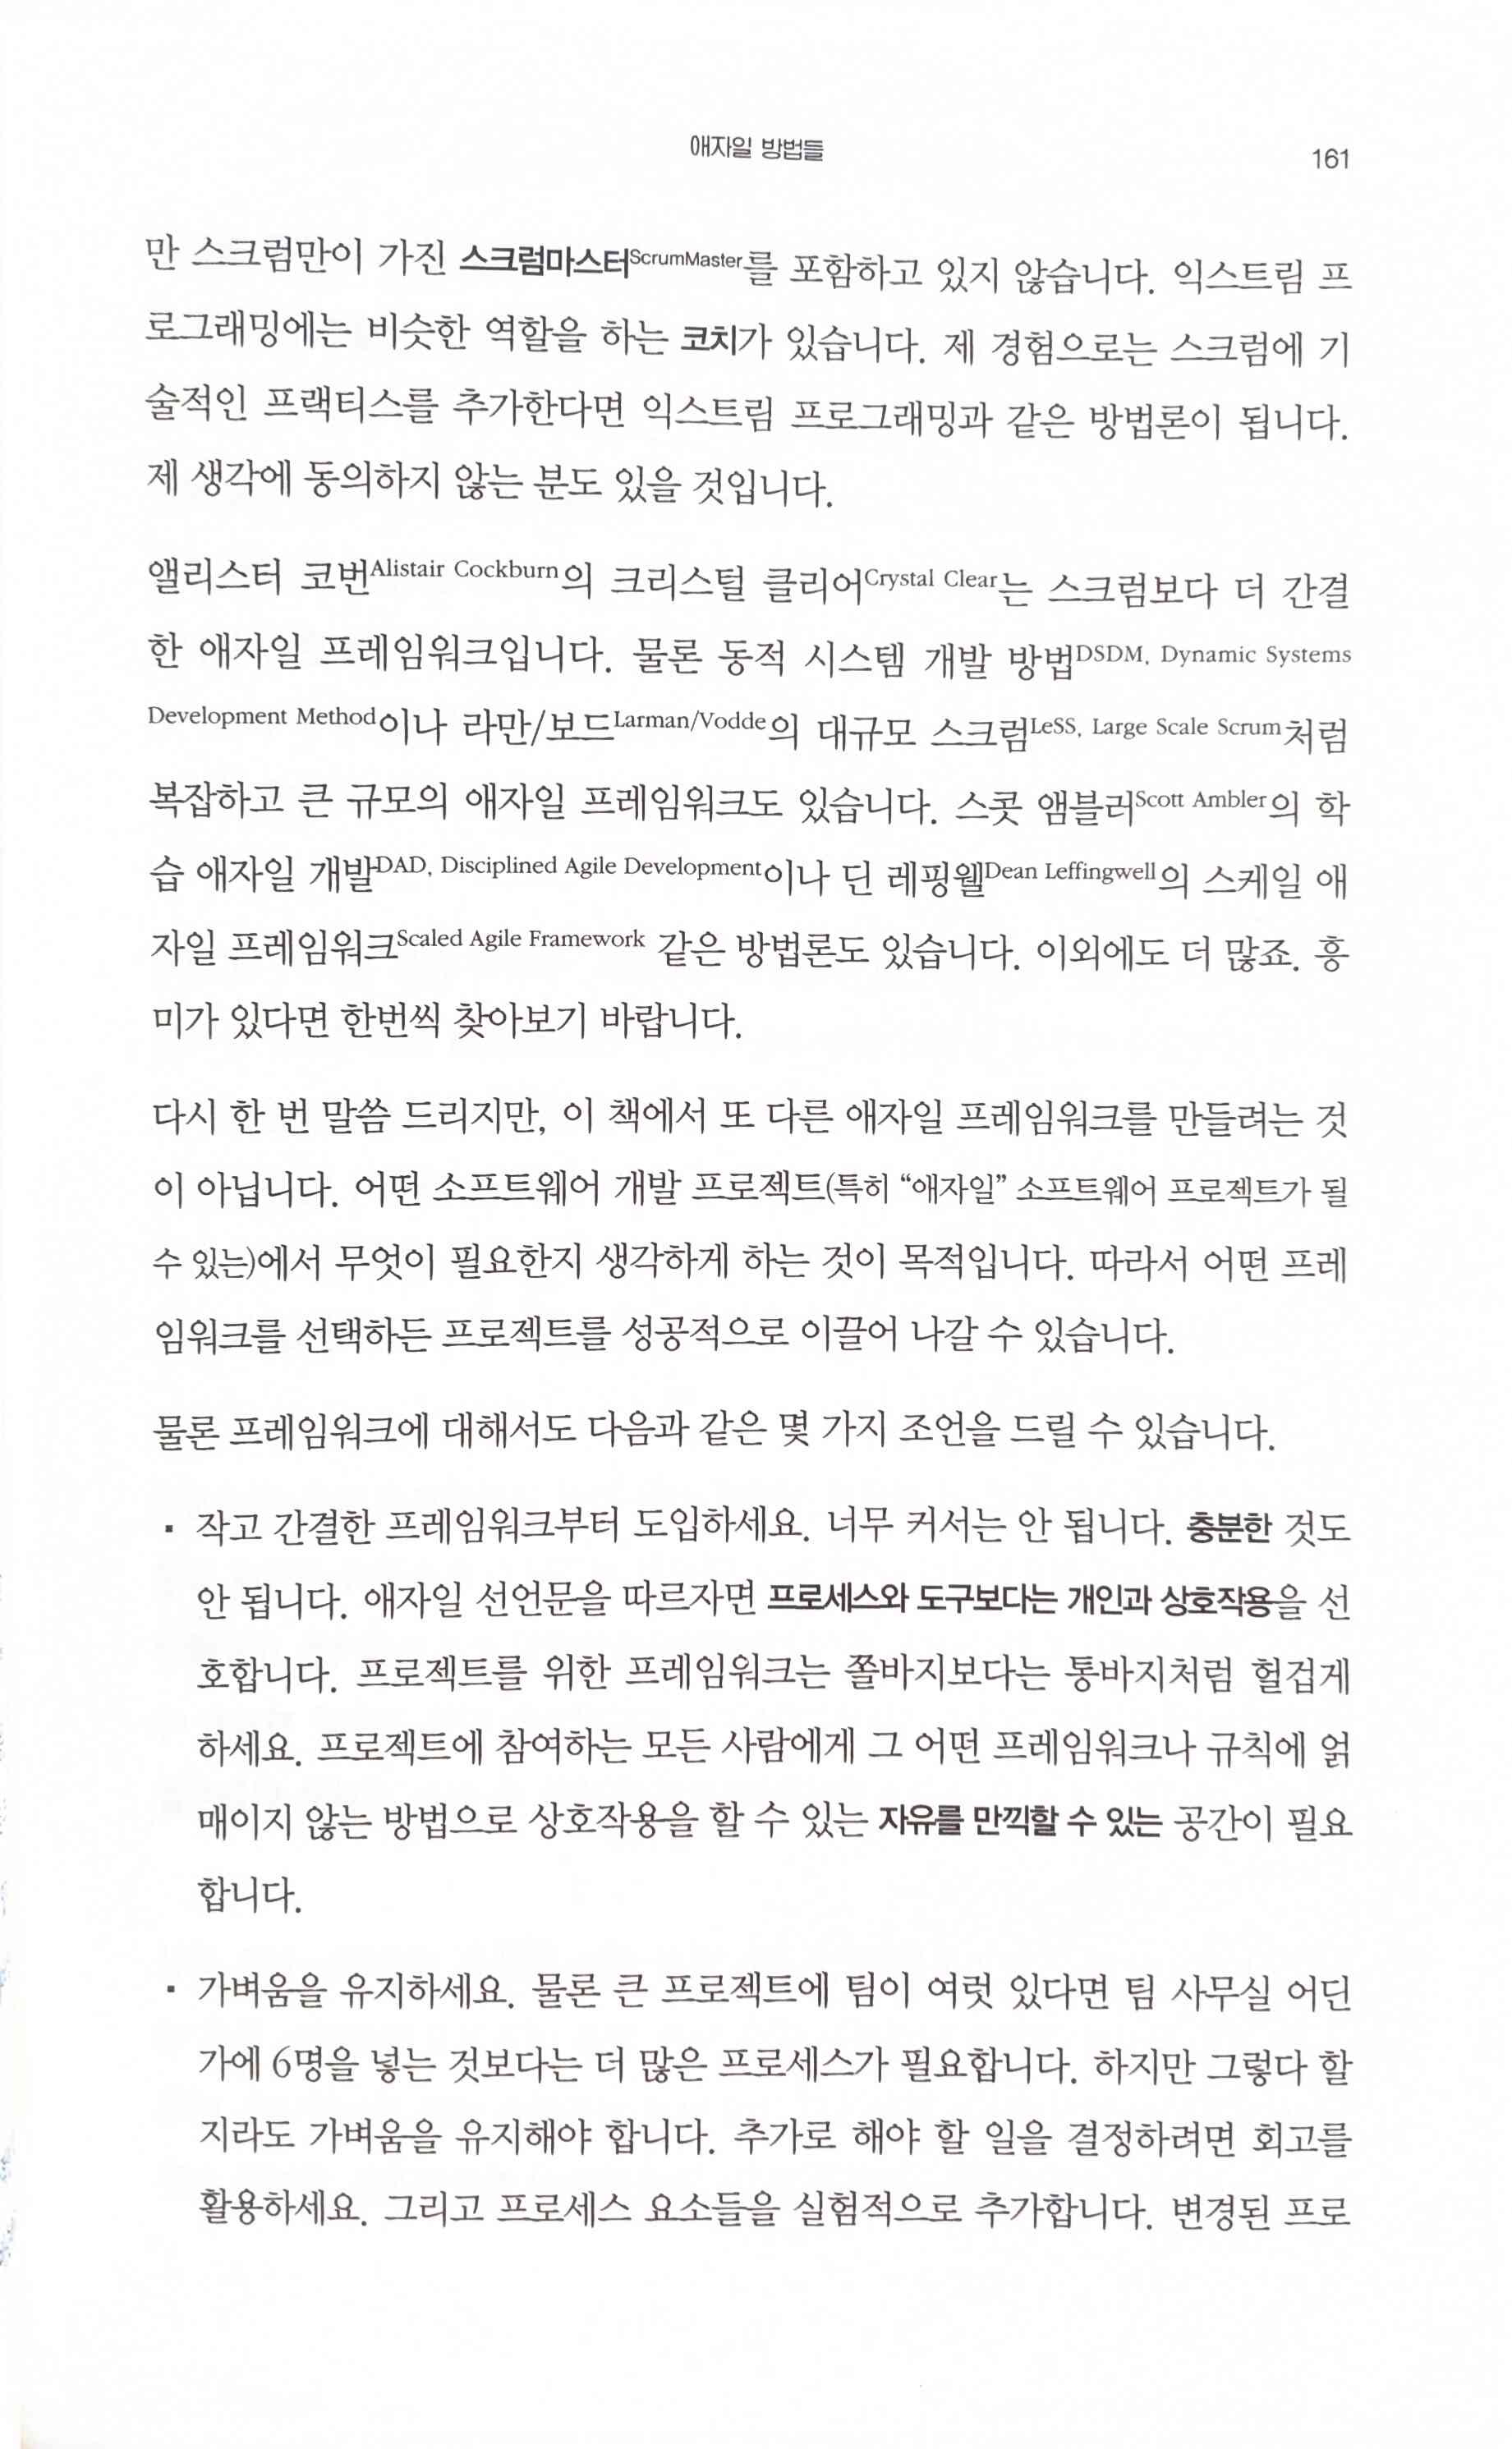 애자일 방법들
161
만 스크럼만이 가진 스크럼마스터ScrumMaster를 포함하고 있지 않습니다. 익스트림 프
로그래밍에는 비슷한 역할을 하는 코치가 있습니다. 제 경험으로는 스크럼에 기
술적인 프랙티스를 추가한다면 익스트림 프로그래밍과 같은 방법론이 됩니다.
제 생각에 동의하지 않는 분도 있을 것입니다.
앨리스터 코번Alistair Cockburn의 크리스털 클리어Crystal Clear는 스크럼보다 더 간결
한 애자일 프레임워크입니다. 물론 동적 시스템 개발 방법DSDM, Dynamic Systems
Development Method이나 라만/보드Larman/Vodde의 대규모 스크럼LeSS, Large Scale Scrum처럼
복잡하고 큰 규모의 애자일 프레임워크도 있습니다. 스콧 앰블러Scott Ambler의 학
습 애자일 개발DAD, Disciplined Agile Development이나 딘 레핑웰Dean Leffingwell의 스케일 애
자일 프레임워크Scaled Agile Framework 같은 방법론도 있습니다. 이외에도 더 많죠. 흥
미가 있다면 한번씩 찾아보기 바랍니다.
다시 한 번 말씀 드리지만, 이 책에서 또 다른 애자일 프레임워크를 만들려는 것
이 아닙니다. 어떤 소프트웨어 개발 프로젝트(특히 “애자일” 소프트웨어 프로젝트가 될
수 있는)에서 무엇이 필요한지 생각하게 하는 것이 목적입니다. 따라서 어떤 프레
임워크를 선택하든 프로젝트를 성공적으로 이끌어 나갈 수 있습니다.
물론 프레임워크에 대해서도 다음과 같은 몇 가지 조언을 드릴 수 있습니다.
▪ 작고 간결한 프레임워크부터 도입하세요. 너무 커서는 안 됩니다. 충분한 것도
안 됩니다. 애자일 선언문을 따르자면 프로세스와 도구보다는 개인과 상호작용을 선
호합니다. 프로젝트를 위한 프레임워크는 쫄바지보다는 통바지처럼 헐겁게
하세요. 프로젝트에 참여하는 모든 사람에게 그 어떤 프레임워크나 규칙에 얽
매이지 않는 방법으로 상호작용을 할 수 있는 자유를 만끽할 수 있는 공간이 필요
합니다.
▪ 가벼움을 유지하세요. 물론 큰 프로젝트에 팀이 여럿 있다면 팀 사무실 어딘
가에 6명을 넣는 것보다는 더 많은 프로세스가 필요합니다. 하지만 그렇다 할
지라도 가벼움을 유지해야 합니다. 추가로 해야 할 일을 결정하려면 회고를
활용하세요. 그리고 프로세스 요소들을 실험적으로 추가합니다. 변경된 프로